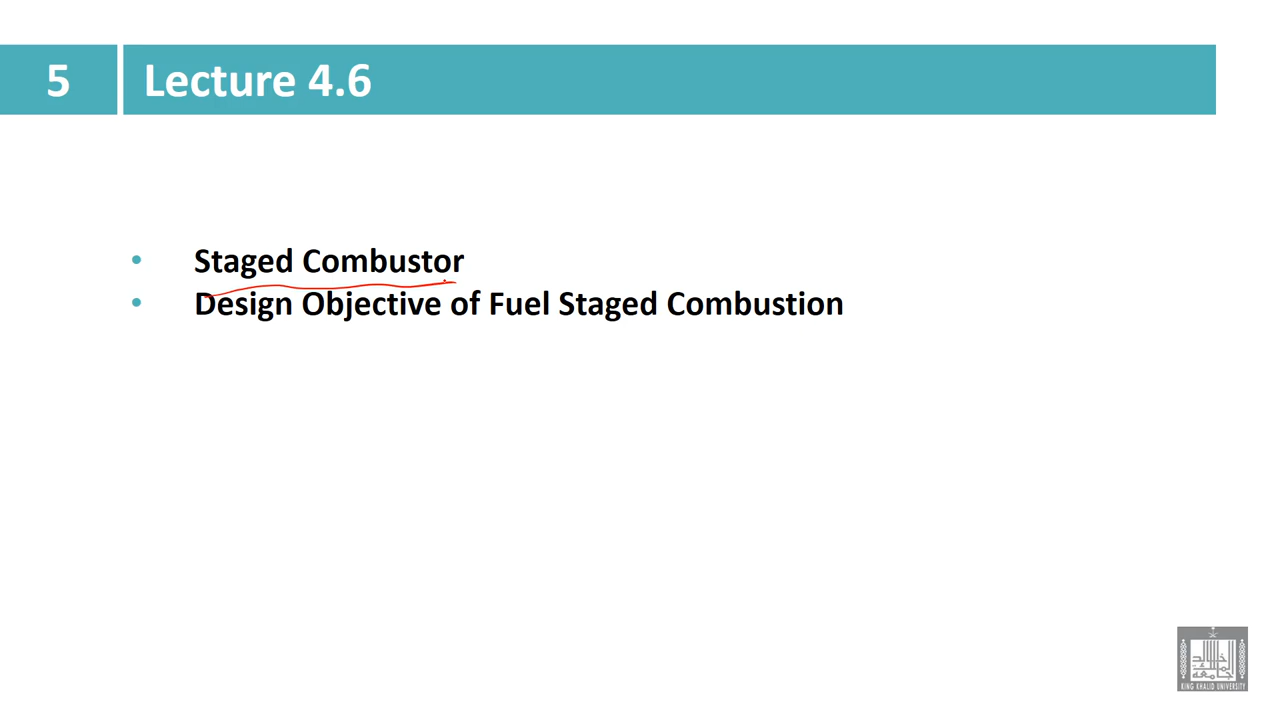 5 Lecture 4.6
• Staged Combustor
• Design Objective of Fuel Staged Combustion
KING KHALID UNIVERSITY